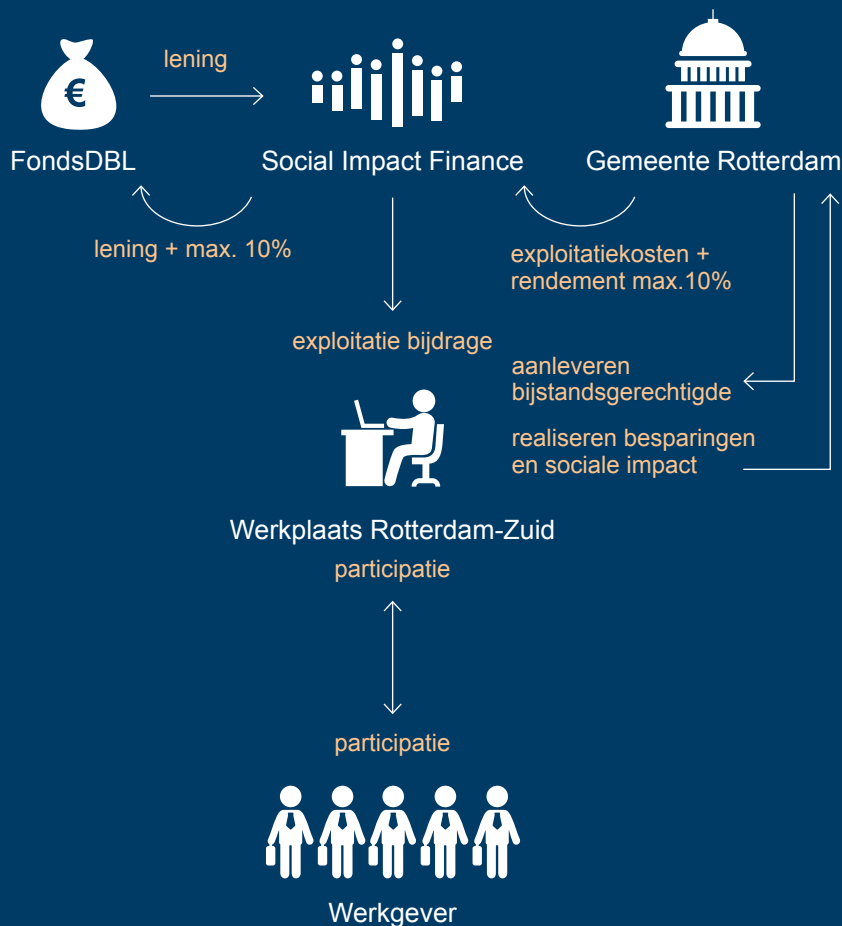 lening
€
FondsDBL
Social Impact Finance
Gemeente Rotterdam
lening + max. 10%
exploitatiekosten +
rendement max.10%
exploitatie bijdrage
aanleveren
bijstandsgerechtigde
realiseren besparingen
en sociale impact
Werkplaats Rotterdam-Zuid
participatie
participatie
Werkgever